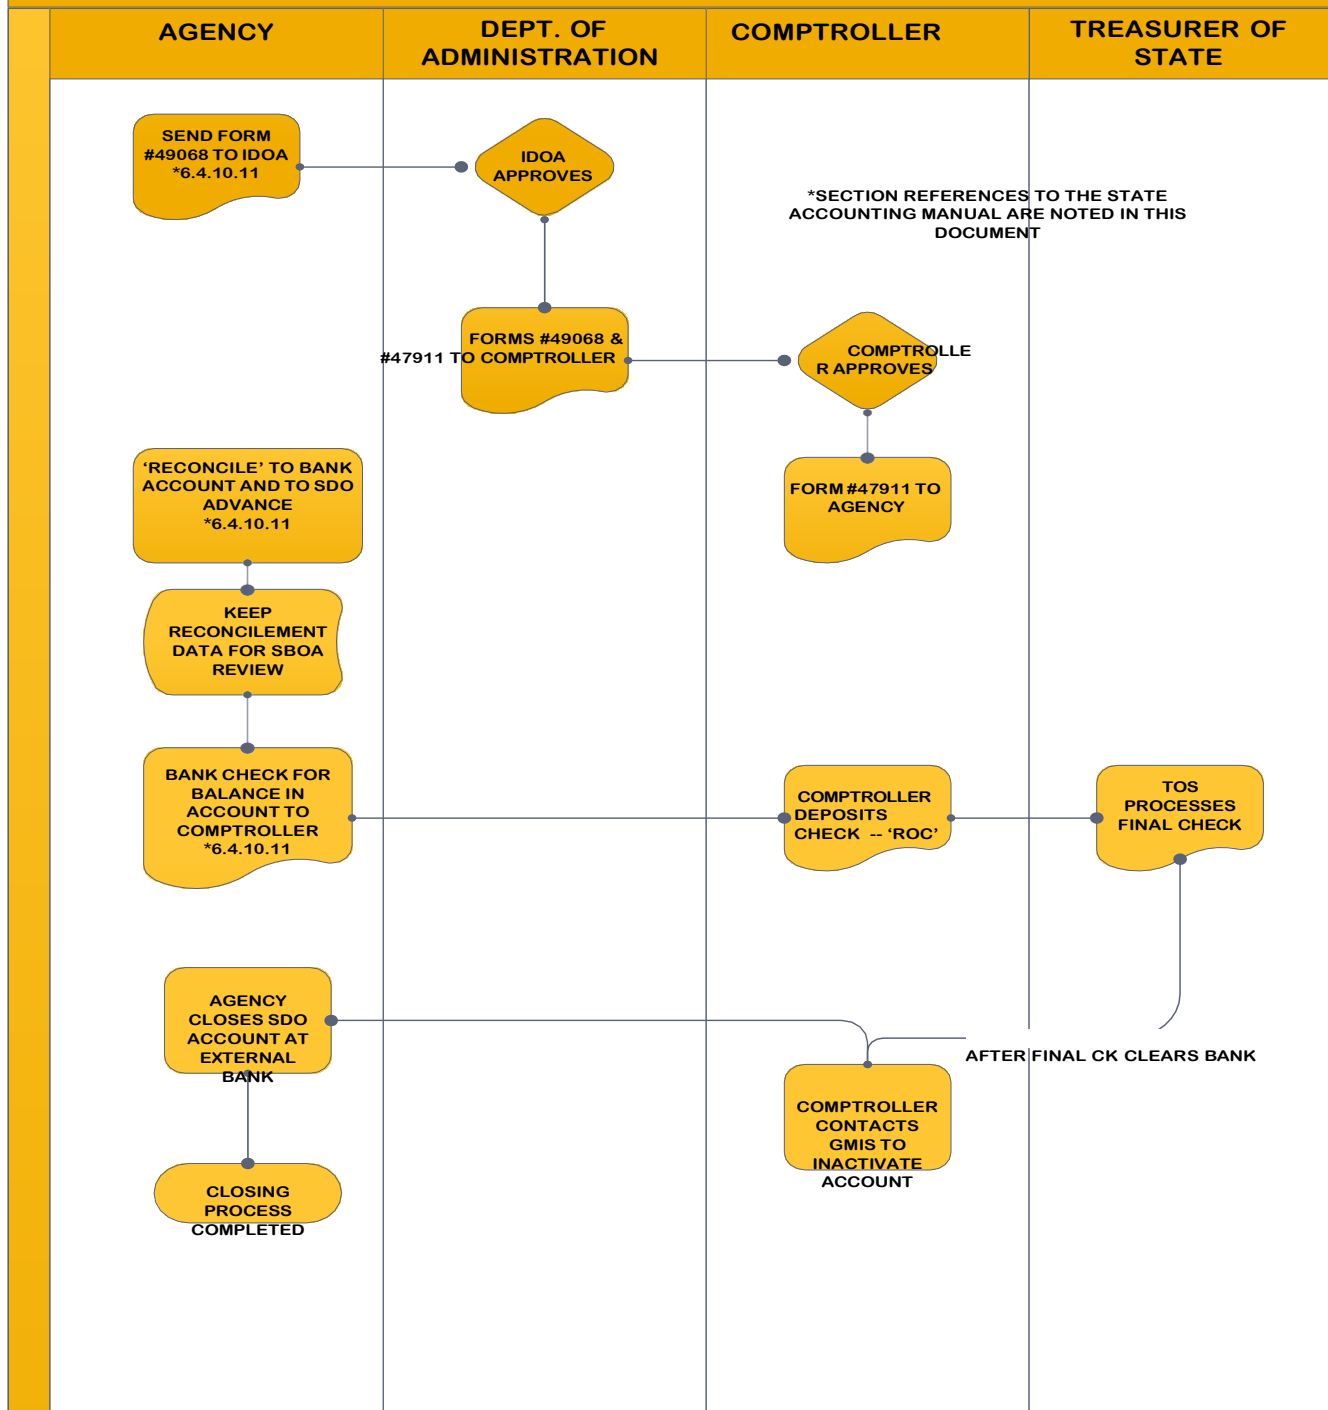 AGENCY
DEPT. OF
ADMINISTRATION
COMPTROLLER
TREASURER OF
STATE
SEND FORM
#49068 TO IDOA
*6.4.10.11
IDOA
APPROVES
*SECTION REFERENCES TO THE STATE
ACCOUNTING MANUAL ARE NOTED IN THIS
DOCUMENT
FORMS #49068 &
#47911 TO COMPTROLLER
COMPTROLLE
R APPROVES
‘RECONCILE’ TO BANK
ACCOUNT AND TO SDO
ADVANCE
*6.4.10.11
FORM #47911 TO
AGENCY
KEEP
RECONCILEMENT
DATA FOR SBOA
REVIEW
BANK CHECK FOR
BALANCE IN
ACCOUNT TO
COMPTROLLER
*6.4.10.11
COMPTROLLER
DEPOSITS
CHECK -- ‘ROC’
TOS
PROCESSES
FINAL CHECK
AGENCY
CLOSES SDO
ACCOUNT AT
EXTERNAL
BANK
AFTER FINAL CK CLEARS BANK
COMPTROLLER
CONTACTS
GMIS TO
INACTIVATE
ACCOUNT
CLOSING
PROCESS
COMPLETED